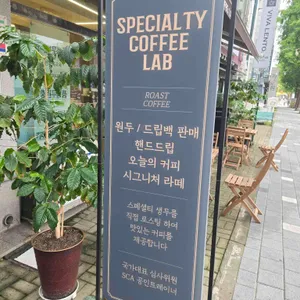 SPECIALTY
COFFEE
LAB
ROAST
COFFEE
원두 / 드립백 판매
핸드드립
오늘의 커피
시그니처 라떼
스페셜티 생두를
직접 로스팅 하여
맛있는 커피를
제공합니다
국가대표 심사위원
SCA 공인트레이너
VIVA LENTO